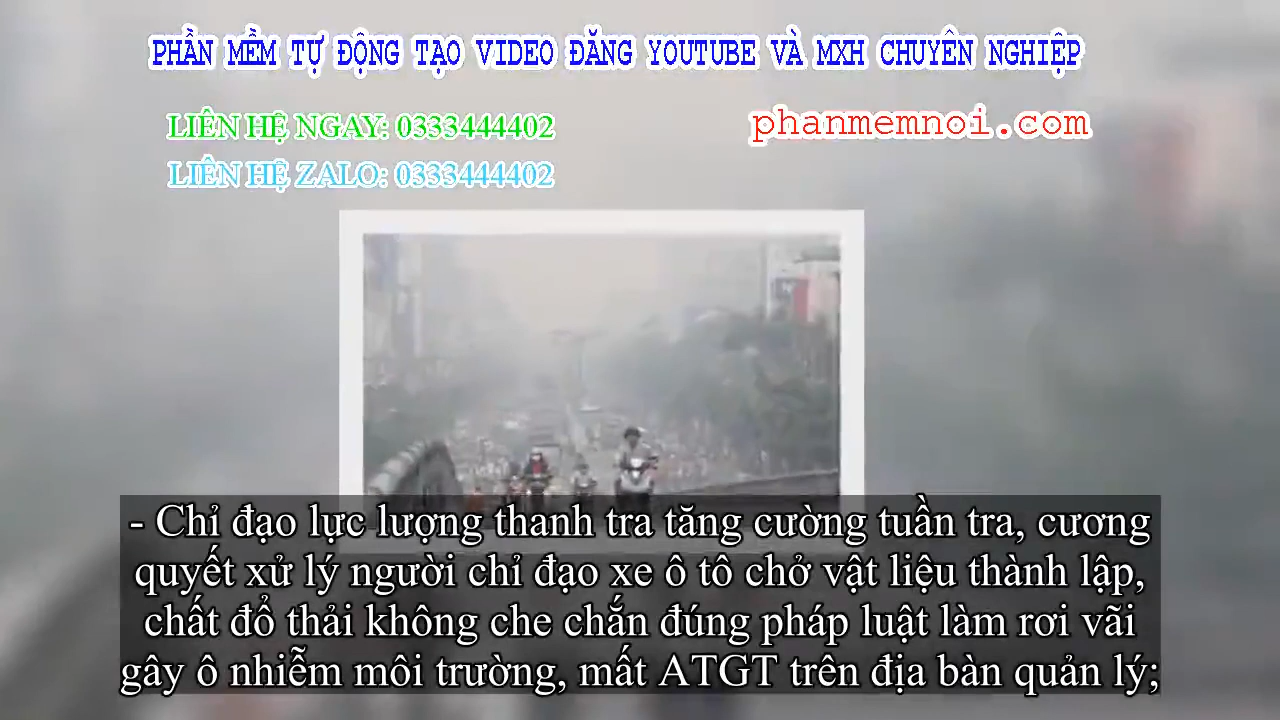 PHẦN MỀM TỰ ĐỘNG TẠO VIDEO ĐĂNG YOUTUBE VÀ MXH CHUYÊN NGHIỆP
LIÊN HỆ NGAY: 0333444402
phanmemnoi.com
LIÊN HỆ ZALO: 0333444402
- Chỉ đạo lực lượng thanh tra tăng cường tuần tra, cương
quyết xử lý người chỉ đạo xe ô tô chở vật liệu thành lập,
chất đổ thải không che chắn đúng pháp luật làm rơi vãi
gây ô nhiễm môi trường, mất ATGT trên địa bàn quản lý;